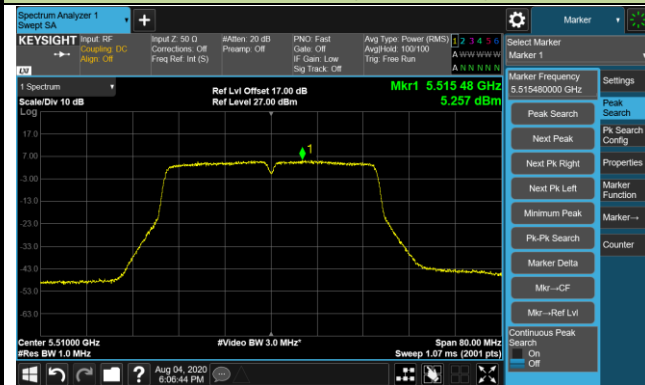 Spectrum Analyzer 1
Swept SA
+
Marker
KEYSIGHT
Input: RF
Coupling: DC
Align: Off
Input Z: 50 Ω
Corrections: Off
Freq Ref: Int (S)
#Atten: 20 dB
Preamp: Off
PNO: Fast
Gate: Off
IF Gain: Low
Sig Track: Off
Avg Type: Power (RMS)
Avg|Hold: 100/100
Trig: Free Run
1 2 3 4 5 6
A W W W W W
A N N N N N
LXI
Select Marker
Marker 1
1 Spectrum
Scale/Div 10 dB
Log
Ref Lvl Offset 17.00 dB
Ref Level 27.00 dBm
Mkr1 5.515 48 GHz
5.257 dBm
17.0
7.00
-3.00
-13.0
-23.0
-33.0
-43.0
-53.0
-63.0
1
Center 5.51000 GHz
#Res BW 1.0 MHz
#Video BW 3.0 MHz*
Span 80.00 MHz
Sweep 1.07 ms (2001 pts)
Marker Frequency
5.515480000 GHz
Peak Search
Next Peak
Next Pk Right
Next Pk Left
Minimum Peak
Pk-Pk Search
Marker Delta
Mkr→CF
Mkr→Ref Lvl
Continuous Peak
Search
On
Off
Settings
Peak
Search
Pk Search
Config
Properties
Marker
Function
Marker→
Counter
?
Aug 04, 2020
6:06:44 PM